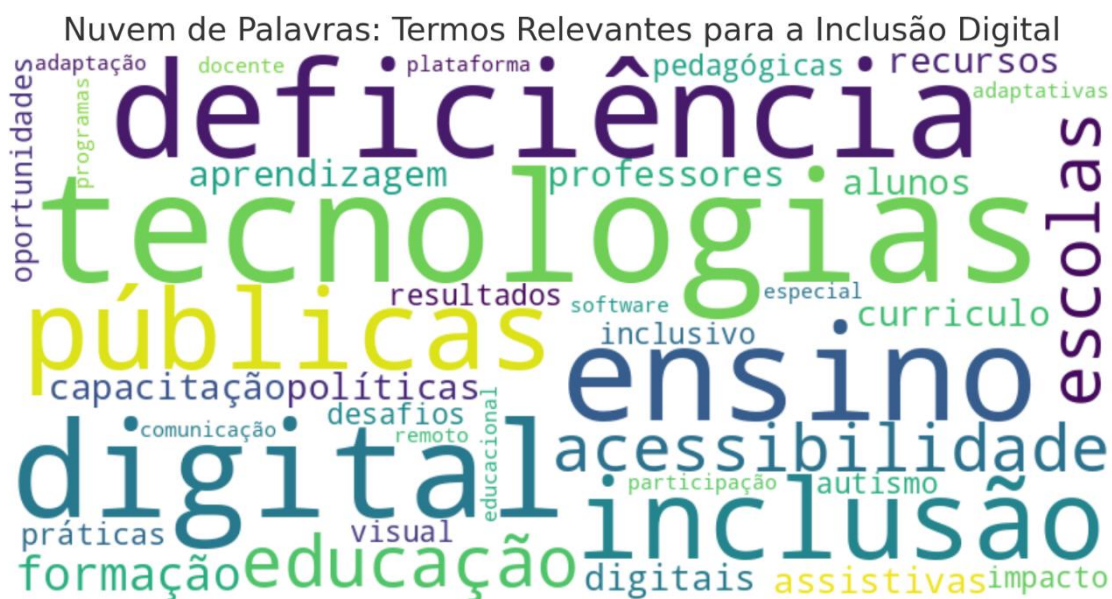 Nuvem de Palavras: Termos Relevantes para a Inclusão Digital
adaptação
docente
plataforma
pedagógicas
recursos
oportunidades
programas
deficiência
adaptativas
aprendizagem
professores
alunos
escolas
tecnologias
públicas
resultados
software
especial
curriculo
inclusivo
ensino
capacitação
políticas
desafios
educacional
comunicação
remoto
digital
acessibilidade
participação
autismo
inclusão
práticas
visual
formação
educação
digitais
assistivas
impacto